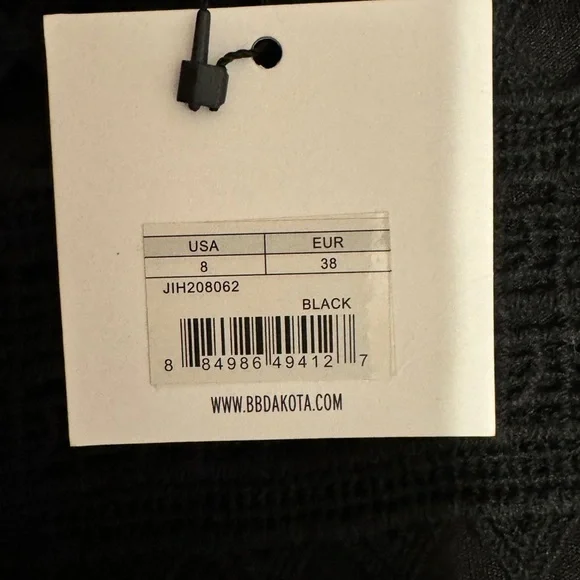 USA EUR
8 38
JIH208062
BLACK
8 84986 49412 7
WWW.BBDAKOTA.COM